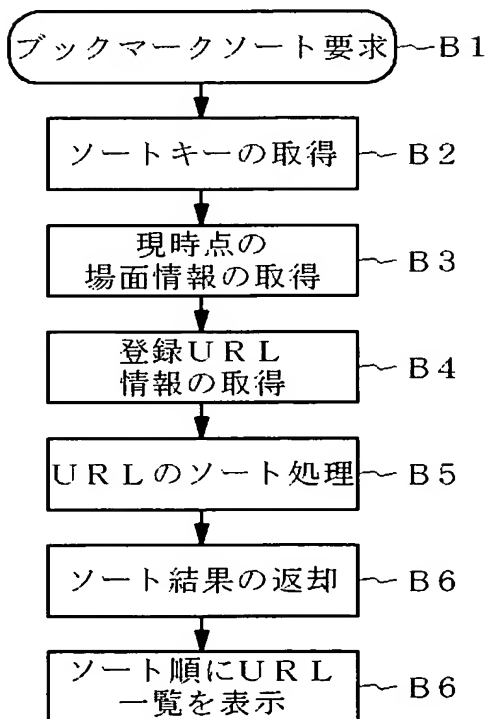 ブックマークソート要求 B1
ソートキーの取得 B2
現時点の
場面情報の取得 B3
登録URL
情報の取得 B4
URLのソート処理 B5
ソート結果の返却 B6
ソート順にURL
一覧を表示 B6